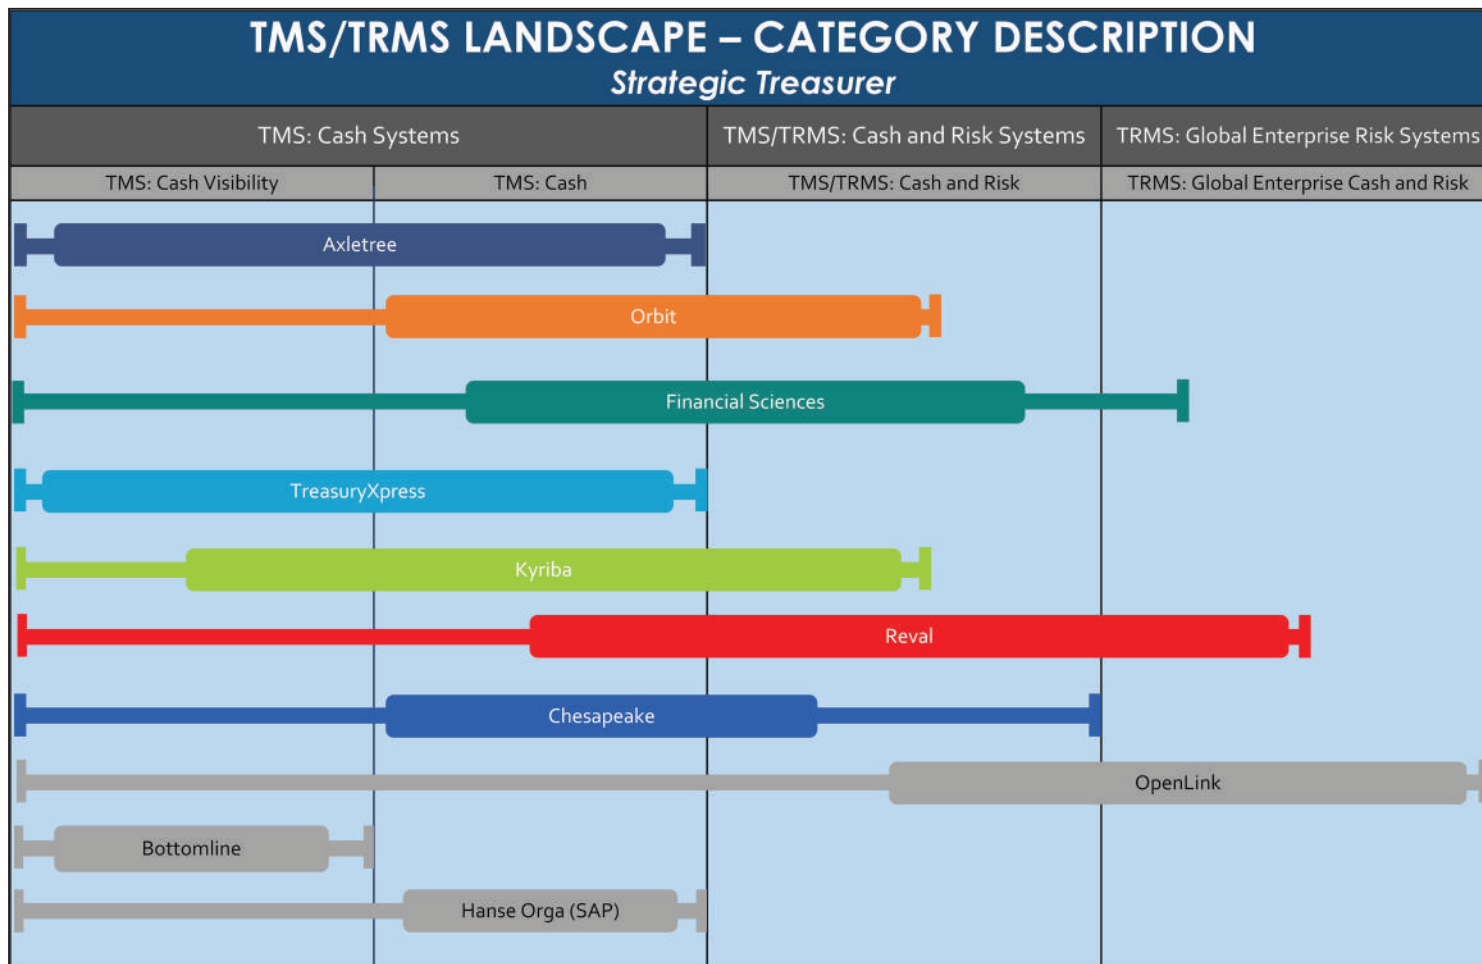 TMS/TRMS LANDSCAPE – CATEGORY DESCRIPTION
Strategic Treasurer
TMS: Cash Systems
TMS/TRMS: Cash and Risk Systems
TRMS: Global Enterprise Risk Systems
TMS: Cash Visibility
TMS: Cash
TMS/TRMS: Cash and Risk
TRMS: Global Enterprise Cash and Risk
Axletree
Orbit
Financial Sciences
TreasuryXpress
Kyriba
Reval
Chesapeake
OpenLink
Bottomline
Hanse Orga (SAP)